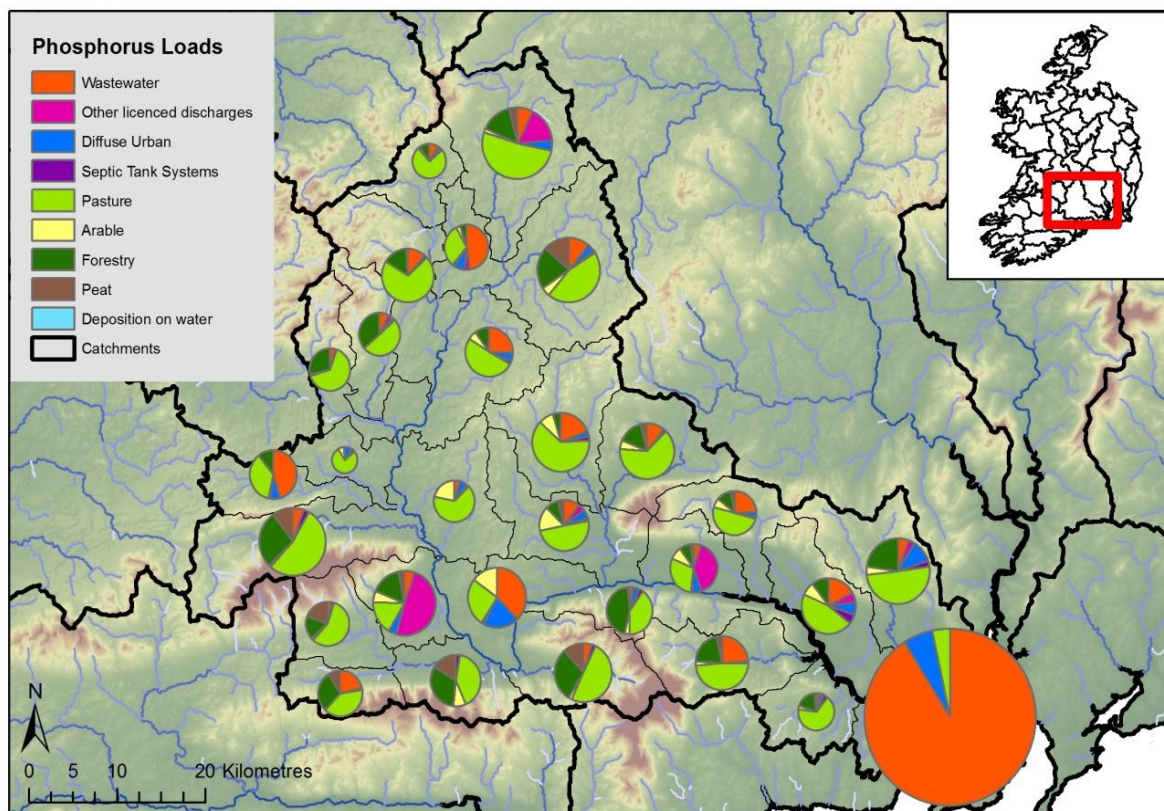 Phosphorus Loads
Wastewater
Other licenced discharges
Diffuse Urban
Septic Tank Systems
Pasture
Arable
Forestry
Peat
Deposition on water
Catchments
N
0 5 10 20 Kilometres